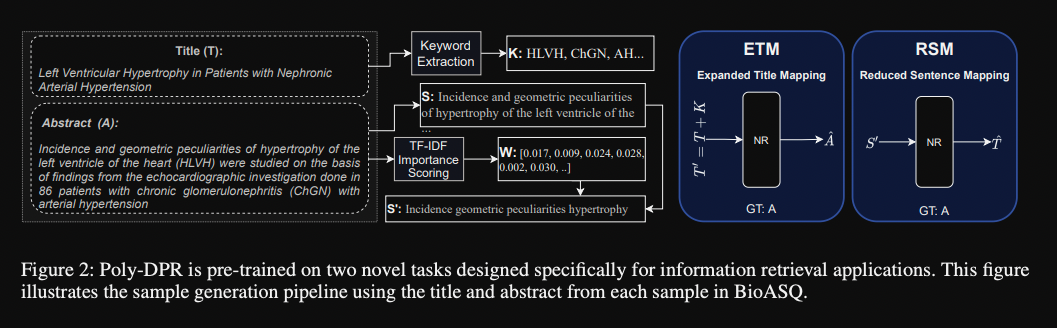 Title (T):
Left Ventricular Hypertrophy in Patients with Nephronic
Arterial Hypertension
Abstract (A):
Incidence and geometric peculiarities of hypertrophy of the
left ventricle of the heart (HLVH) were studied on the basis
of findings from the echocardiographic investigation done in
86 patients with chronic glomerulonephritis (ChGN) with
arterial hypertension
Keyword
Extraction
K: HLVH, ChGN, AH...
S: Incidence and geometric peculiarities
of hypertrophy of the left ventricle of the
...
TF-IDF
Importance
Scoring
W: [0.017, 0.009, 0.024, 0.028,
0.002, 0.030, ..]
S': Incidence geometric peculiarities hypertrophy
ETM
Expanded Title Mapping
T' = T + K
NR
Â
GT: A
RSM
Reduced Sentence Mapping
S'
NR
T̂
GT: A
Figure 2: Poly-DPR is pre-trained on two novel tasks designed specifically for information retrieval applications. This figure
illustrates the sample generation pipeline using the title and abstract from each sample in BioASQ.